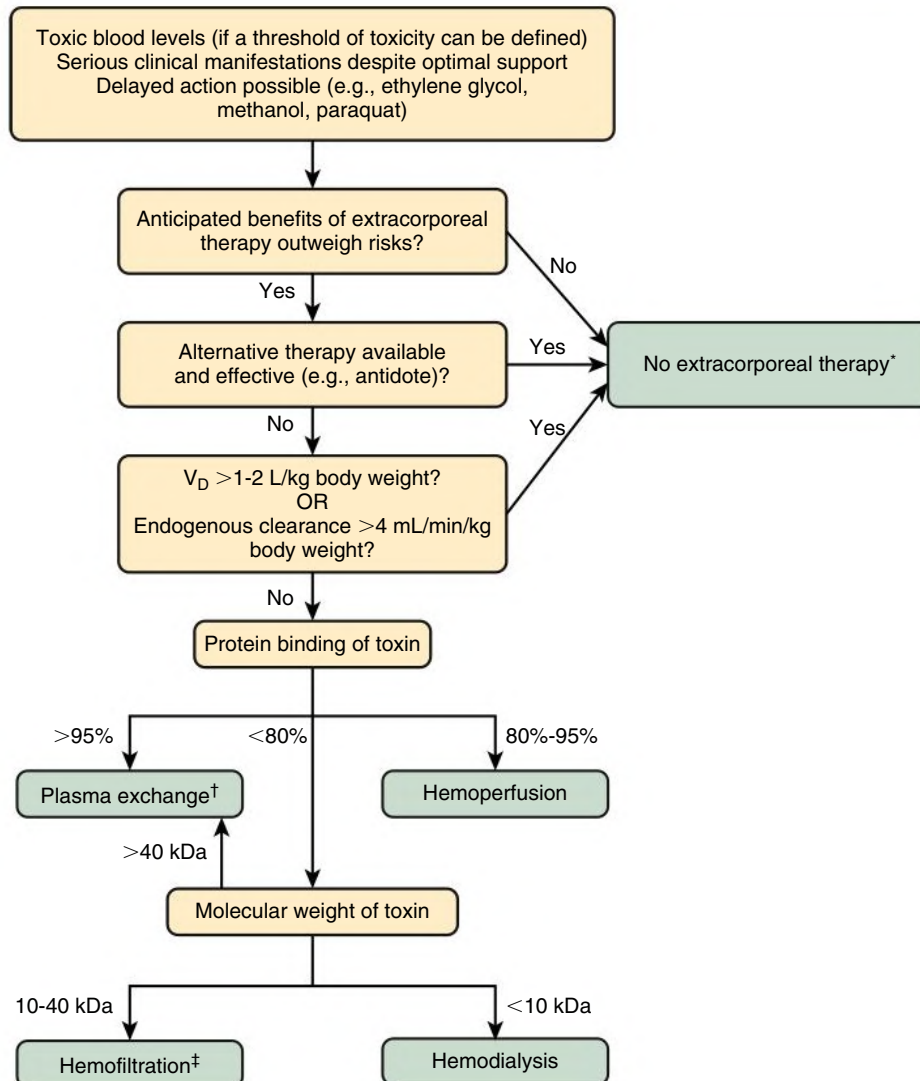 Toxic blood levels (if a threshold of toxicity can be defined)
Serious clinical manifestations despite optimal support
Delayed action possible (e.g., ethylene glycol,
methanol, paraquat)
Anticipated benefits of extracorporeal
therapy outweigh risks?
No
Yes
Alternative therapy available
and effective (e.g., antidote)?
Yes
No extracorporeal therapy*
No
Yes
V_D >1-2 L/kg body weight?
OR
Endogenous clearance >4 mL/min/kg
body weight?
No
Protein binding of toxin
>95%
<80%
80%-95%
Plasma exchange†
Hemoperfusion
>40 kDa
Molecular weight of toxin
10-40 kDa
<10 kDa
Hemofiltration‡
Hemodialysis